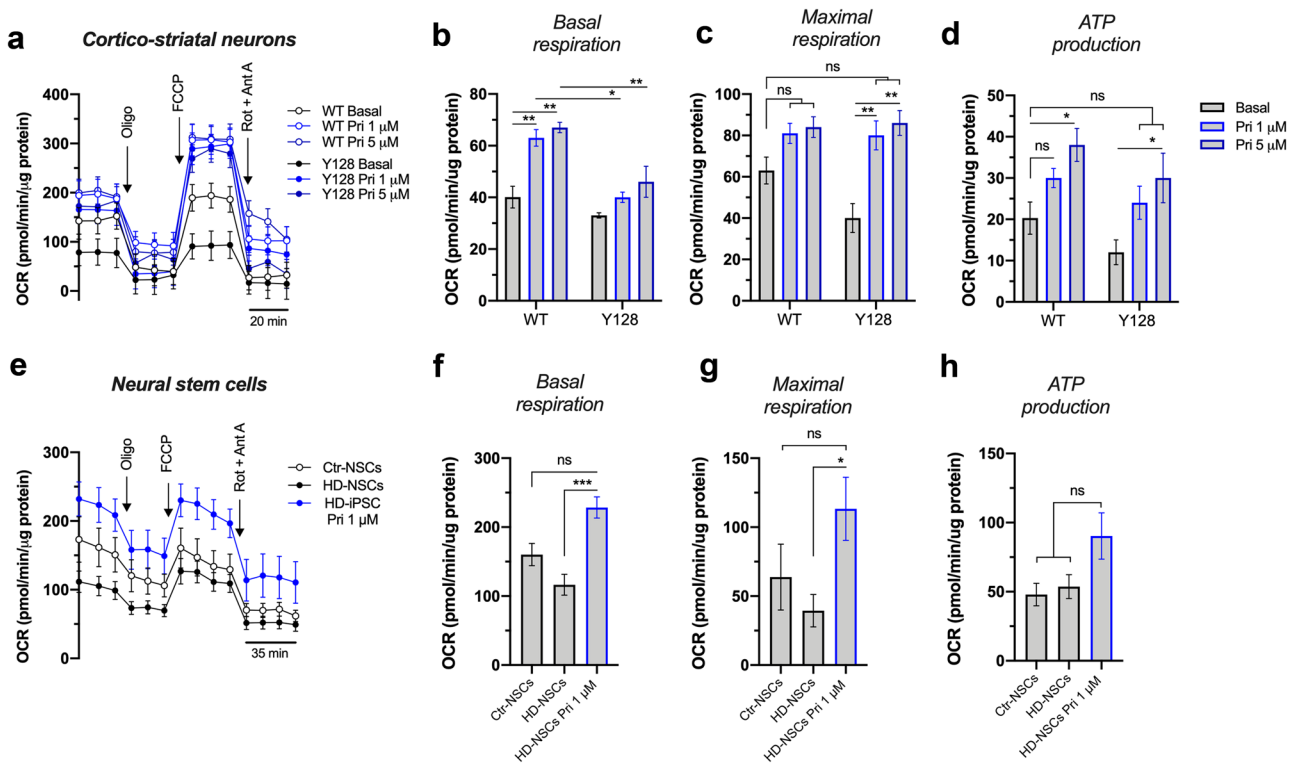 a
Cortico-striatal neurons
OCR (pmol/min/µg protein)
400
300
200
100
0
Oligo
FCCP
Rot + Ant A
20 min
WT Basal
WT Pri 1 µM
WT Pri 5 µM
Y128 Basal
Y128 Pri 1 µM
Y128 Pri 5 µM
b
Basal
respiration
OCR (pmol/min/ug protein)
80
60
40
20
0
**
*
**
**
WT
Y128
c
Maximal
respiration
OCR (pmol/min/ug protein)
100
80
60
40
20
0
ns
ns
**
**
WT
Y128
d
ATP
production
OCR (pmol/min/ug protein)
50
40
30
20
10
0
ns
*
ns
*
WT
Y128
Basal
Pri 1 µM
Pri 5 µM
e
Neural stem cells
OCR (pmol/min/µg protein)
300
200
100
0
Oligo
FCCP
Rot + Ant A
35 min
Ctr-NSCs
HD-NSCs
HD-iPSC
Pri 1 µM
f
Basal
respiration
OCR (pmol/min/ug protein)
300
200
100
0
ns
***
Ctr-NSCs
HD-NSCs
HD-NSCs Pri 1 µM
g
Maximal
respiration
OCR (pmol/min/ug protein)
150
100
50
0
ns
*
Ctr-NSCs
HD-NSCs
HD-NSCs Pri 1 µM
h
ATP
production
OCR (pmol/min/ug protein)
150
100
50
0
ns
Ctr-NSCs
HD-NSCs
HD-NSCs Pri 1 µM